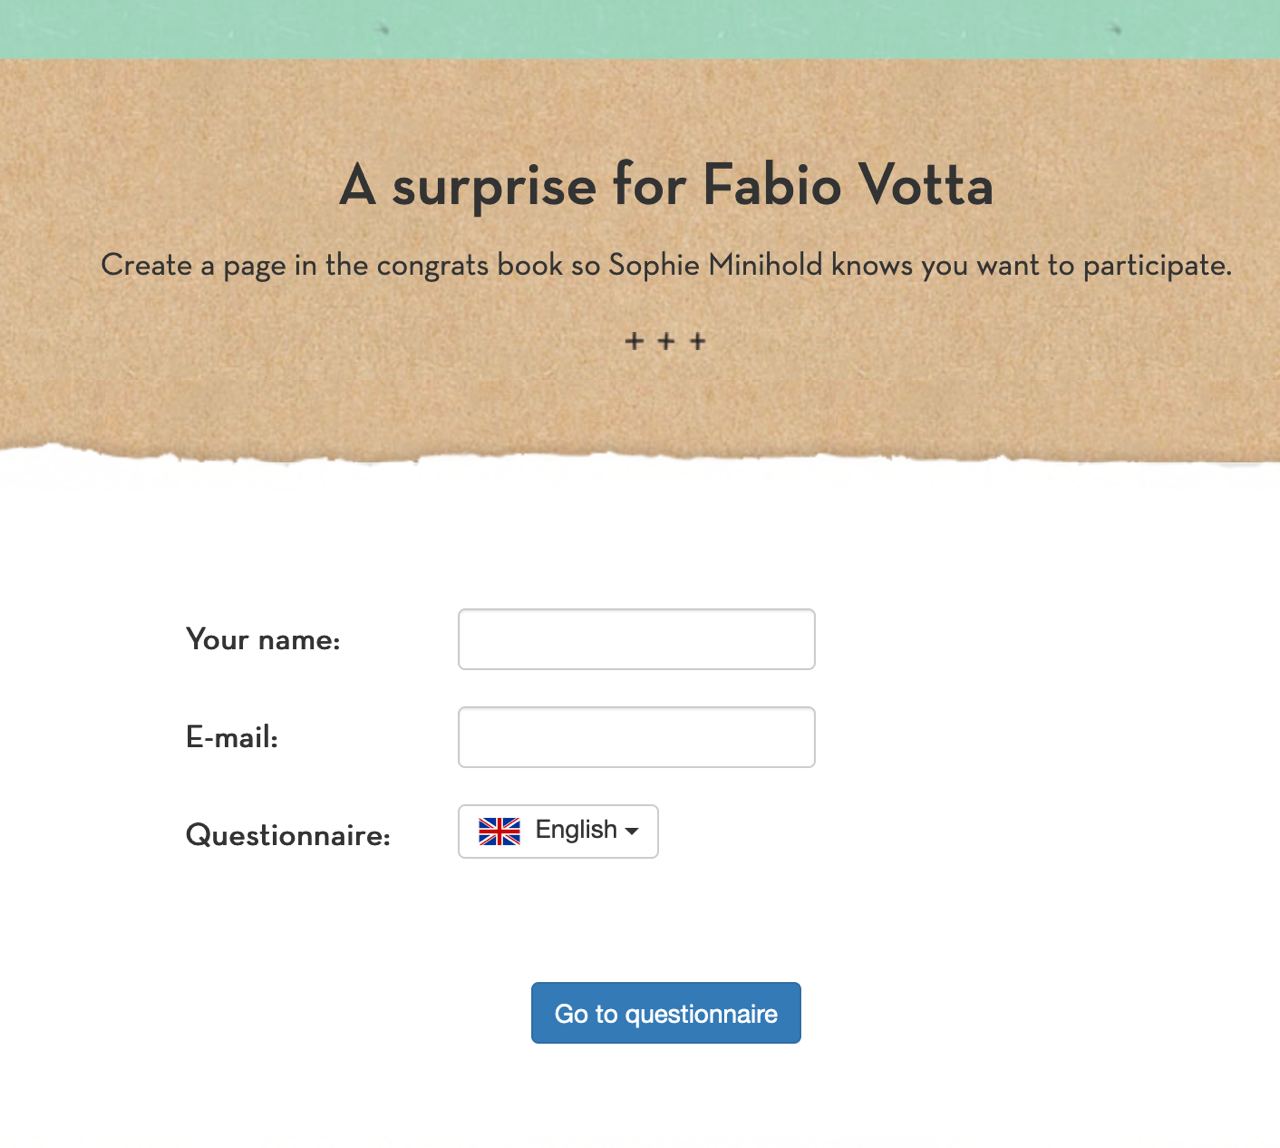 A surprise for Fabio Votta
Create a page in the congrats book so Sophie Minihold knows you want to participate.
+ + +
Your name:
E-mail:
Questionnaire:
English
Go to questionnaire